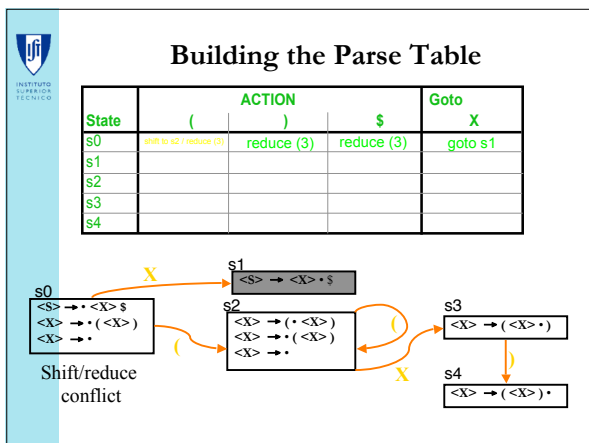 Building the Parse Table
INSTITUTO
SUPERIOR
TECNICO
ACTION Goto
State ( ) $ X
s0 shift to s2 / reduce (3) reduce (3) reduce (3) goto s1
s1
s2
s3
s4
X
s1
<S> → <X> • $
s0
<S> → • <X> $
<X> → • ( <X> )
<X> → •
(
s2
<X> → ( • <X> )
<X> → • ( <X> )
<X> → •
(
X
s3
<X> → ( <X> • )
)
s4
<X> → ( <X> ) •
Shift/reduce
conflict